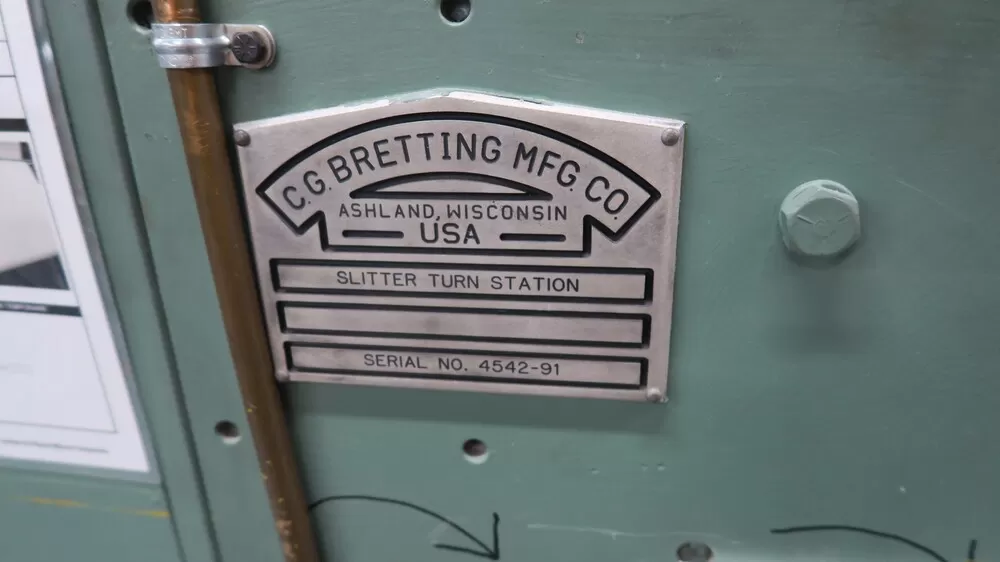 C.G. BRETTING MFG. CO.
ASHLAND, WISCONSIN
USA
SLITTER TURN STATION
SERIAL NO. 4542-91